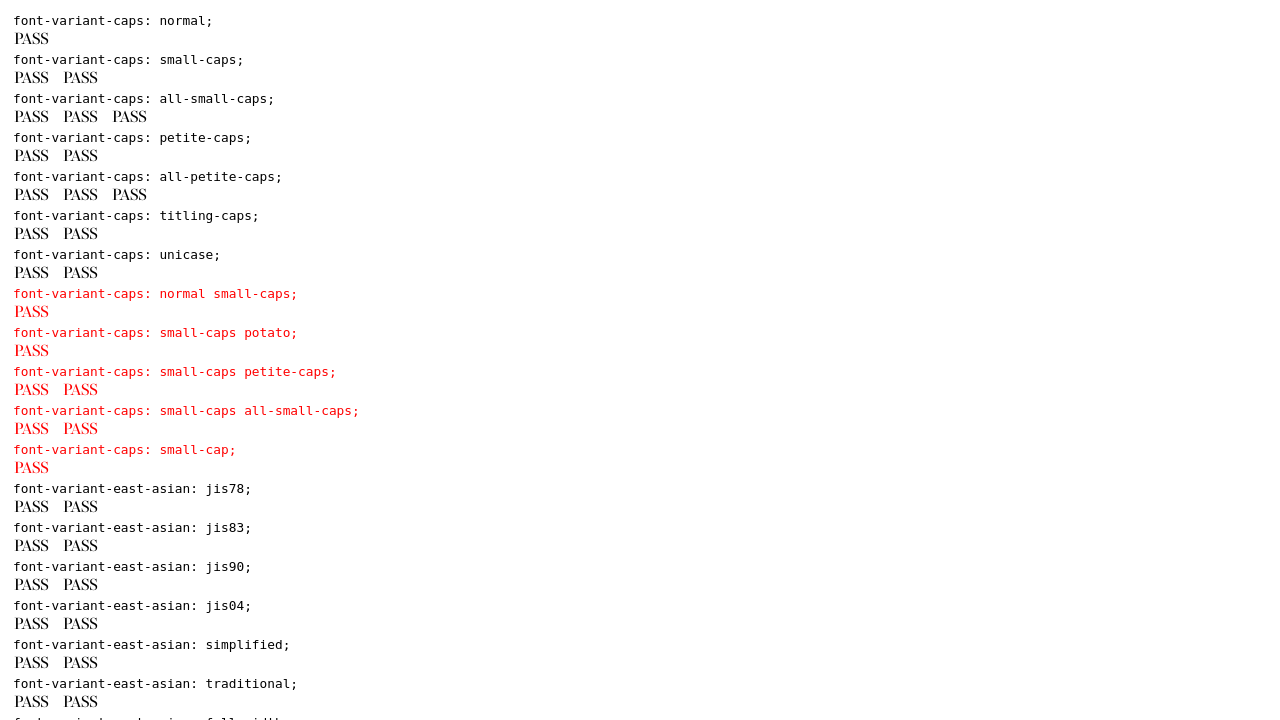 font-variant-caps: normal;
PASS
font-variant-caps: small-caps;
PASS PASS
font-variant-caps: all-small-caps;
PASS PASS PASS
font-variant-caps: petite-caps;
PASS PASS
font-variant-caps: all-petite-caps;
PASS PASS PASS
font-variant-caps: titling-caps;
PASS PASS
font-variant-caps: unicase;
PASS PASS
font-variant-caps: normal small-caps;
PASS
font-variant-caps: small-caps potato;
PASS
font-variant-caps: small-caps petite-caps;
PASS PASS
font-variant-caps: small-caps all-small-caps;
PASS PASS
font-variant-caps: small-cap;
PASS
font-variant-east-asian: jis78;
PASS PASS
font-variant-east-asian: jis83;
PASS PASS
font-variant-east-asian: jis90;
PASS PASS
font-variant-east-asian: jis04;
PASS PASS
font-variant-east-asian: simplified;
PASS PASS
font-variant-east-asian: traditional;
PASS PASS